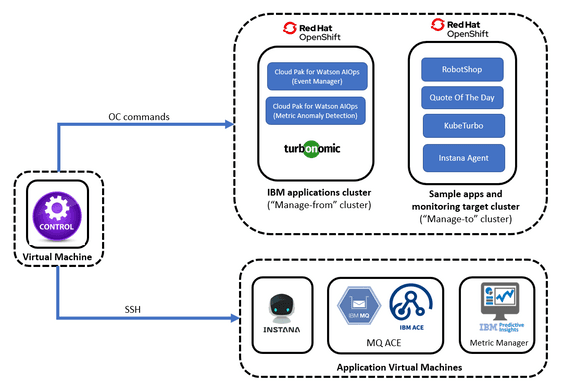 Red Hat
OpenShift
Red Hat
OpenShift
Cloud Pak for Watson AIOps
(Event Manager)
Cloud Pak for Watson AIOps
(Metric Anomaly Detection)
turbonomic
IBM applications cluster
("Manage-from" cluster)
RobotShop
Quote Of The Day
KubeTurbo
Instana Agent
Sample apps and
monitoring target cluster
("Manage-to" cluster)
OC commands
CONTROL
Virtual Machine
SSH
INSTANA
IBM MQ
IBM ACE
MQ ACE
IBM Predictive
Insights
Metric Manager
Application Virtual Machines